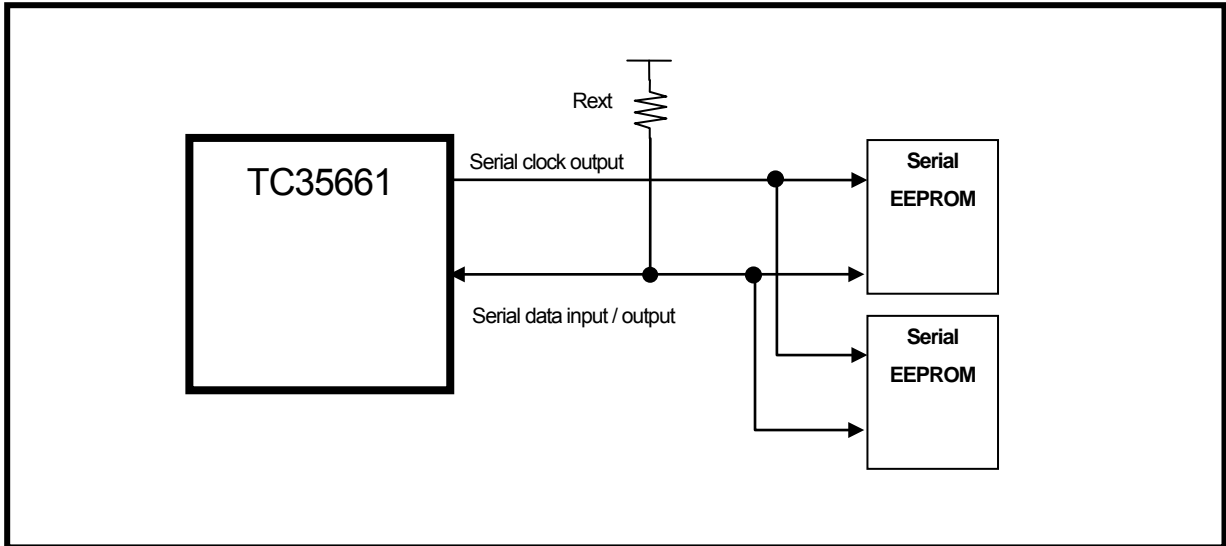 Rext
TC35661
Serial clock output
Serial
EEPROM
Serial data input / output
Serial
EEPROM